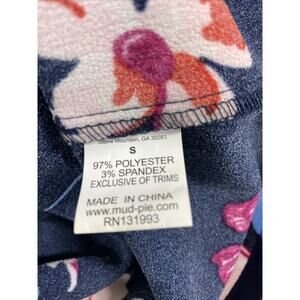 Stone Mountain, GA 30083
S
97% POLYESTER
3% SPANDEX
EXCLUSIVE OF TRIMS
MADE IN CHINA
www.mud-pie.com
RN131993